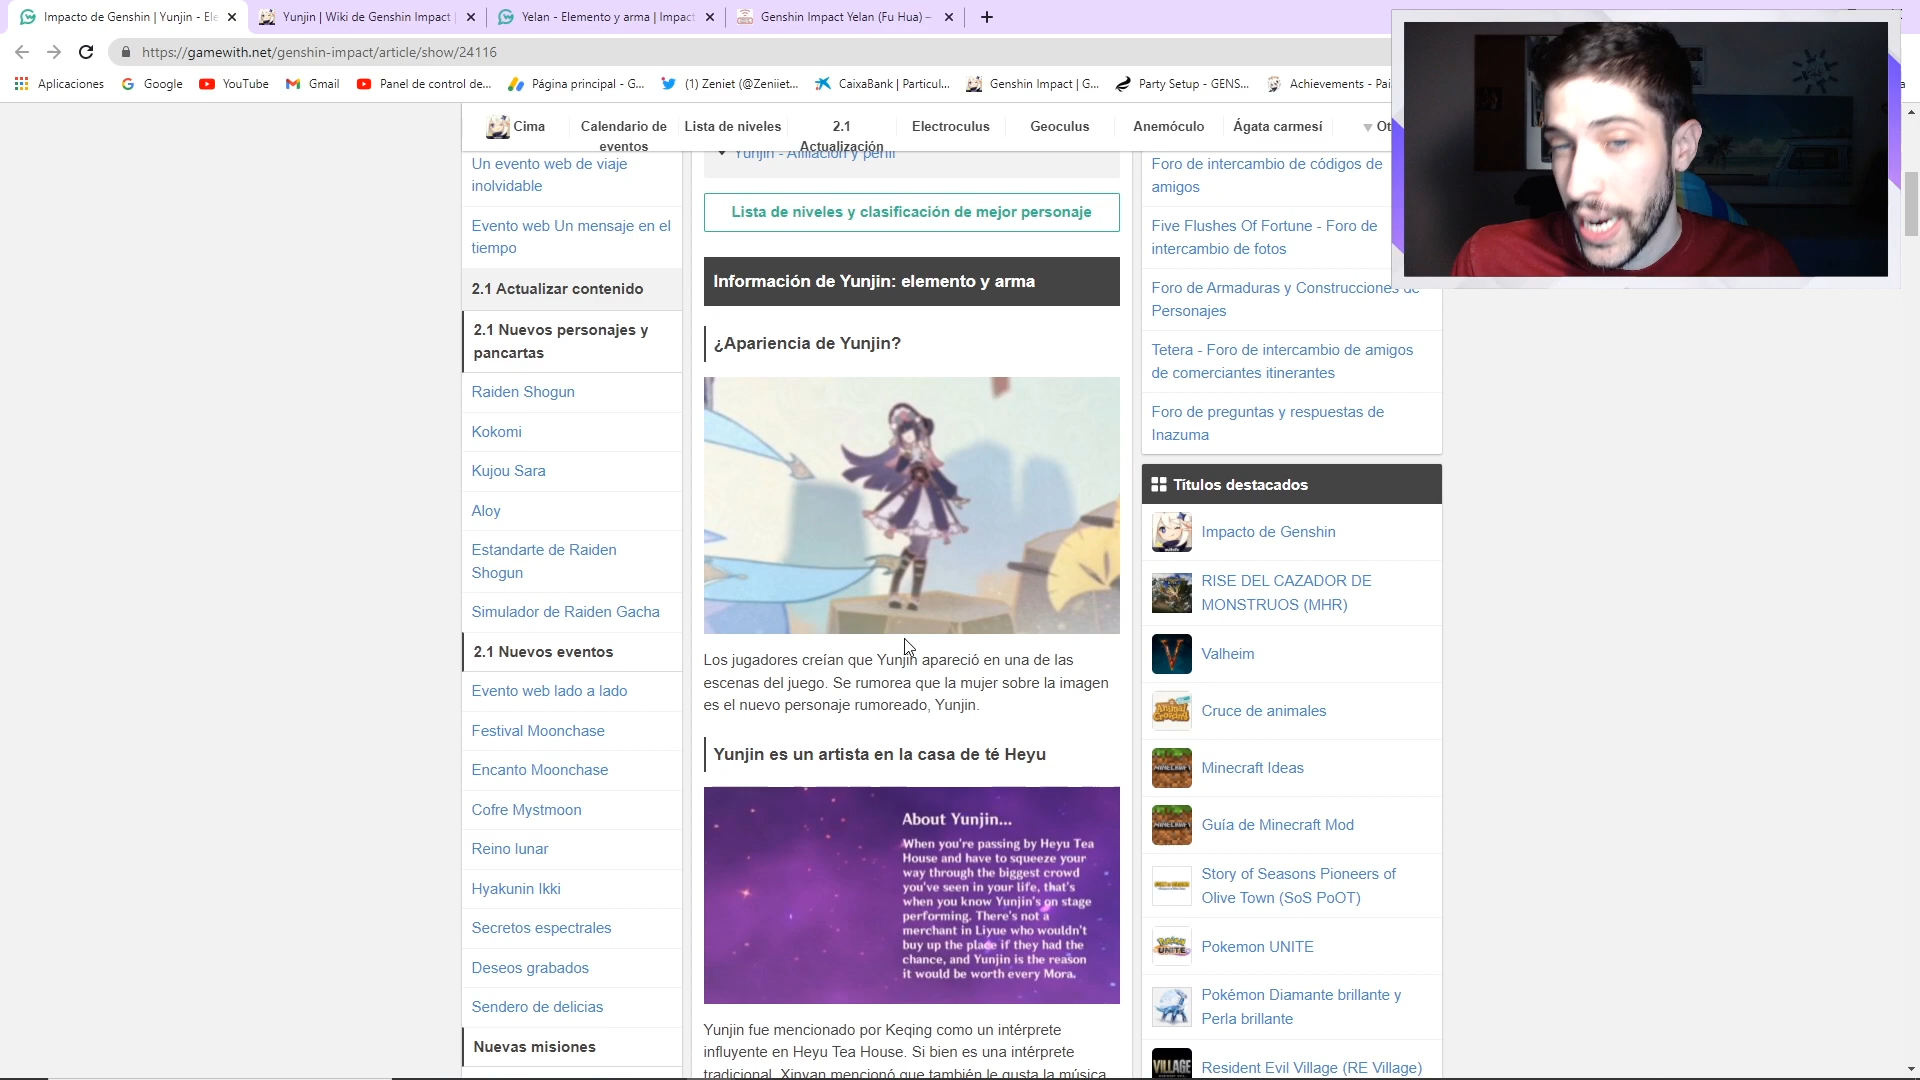 Impacto de Genshin | Yunjin - Ele
Yunjin | Wiki de Genshin Impact |
Yelan - Elemento y arma | Impact
Genshin Impact Yelan (Fu Hua) –
https://gamewith.net/genshin-impact/article/show/24116
Aplicaciones
Google
YouTube
Gmail
Panel de control de...
Página principal - G...
(1) Zeniet (@Zeniiet...
CaixaBank | Particul...
Genshin Impact | G...
Party Setup - GENS...
Achievements - Pai
Cima
Calendario de
eventos
Lista de niveles
2.1
Actualización
Electroculus
Geoculus
Anemóculo
Ágata carmesí
Ot
Un evento web de viaje
inolvidable
Evento web Un mensaje en el
tiempo
2.1 Actualizar contenido
2.1 Nuevos personajes y
pancartas
Raiden Shogun
Kokomi
Kujou Sara
Aloy
Estandarte de Raiden
Shogun
Simulador de Raiden Gacha
2.1 Nuevos eventos
Evento web lado a lado
Festival Moonchase
Encanto Moonchase
Cofre Mystmoon
Reino lunar
Hyakunin Ikki
Secretos espectrales
Deseos grabados
Sendero de delicias
Nuevas misiones
Yunjin - Afiliación y perfil
Lista de niveles y clasificación de mejor personaje
Información de Yunjin: elemento y arma
¿Apariencia de Yunjin?
Los jugadores creían que Yunjin apareció en una de las
escenas del juego. Se rumorea que la mujer sobre la imagen
es el nuevo personaje rumoreado, Yunjin.
Yunjin es un artista en la casa de té Heyu
About Yunjin...
When you're passing by Heyu Tea
House and have to squeeze your
way through the biggest crowd
you've seen in your life, that's
when you know Yunjin's on stage
performing. There's not a
merchant in Liyue who wouldn't
buy up the place if they had the
chance, and Yunjin is the reason
it would be worth every Mora.
Yunjin fue mencionado por Keqing como un intérprete
influyente en Heyu Tea House. Si bien es una intérprete
tradicional, Xinyan mencionó que también le gusta la música
Foro de intercambio de códigos de
amigos
Five Flushes Of Fortune - Foro de
intercambio de fotos
Foro de Armaduras y Construcciones de
Personajes
Tetera - Foro de intercambio de amigos
de comerciantes itinerantes
Foro de preguntas y respuestas de
Inazuma
Títulos destacados
Impacto de Genshin
RISE DEL CAZADOR DE
MONSTRUOS (MHR)
Valheim
Cruce de animales
Minecraft Ideas
Guía de Minecraft Mod
Story of Seasons Pioneers of
Olive Town (SoS PoOT)
Pokemon UNITE
Pokémon Diamante brillante y
Perla brillante
VILLAGE
Resident Evil Village (RE Village)